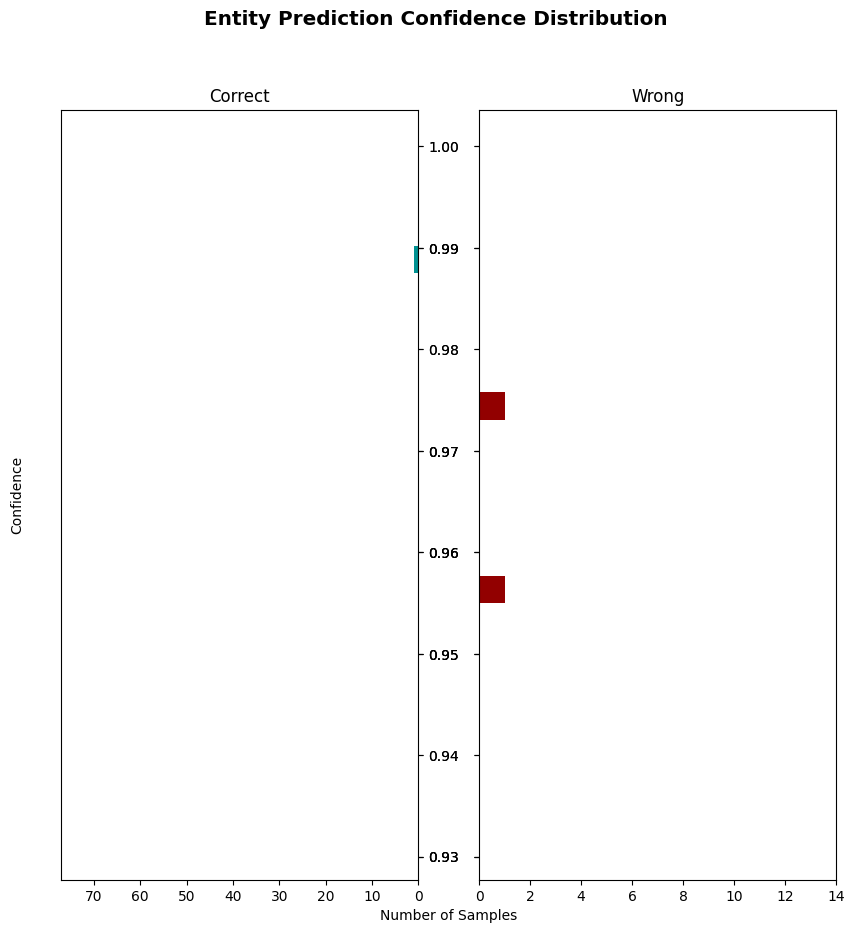 Entity Prediction Confidence Distribution
Correct
Wrong
1.00
0.99
0.98
0.97
0.96
0.95
0.94
0.93
Confidence
70 60 50 40 30 20 10 0
0 2 4 6 8 10 12 14
Number of Samples